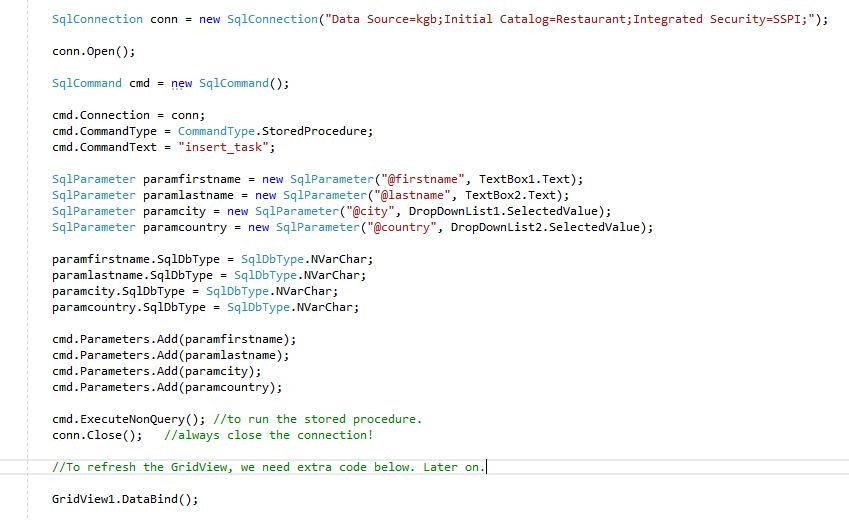 SqlConnection conn = new SqlConnection("Data Source=kgb;Initial Catalog=Restaurant;Integrated Security=SSPI;");
conn.Open();
SqlCommand cmd = new SqlCommand();
cmd.Connection = conn;
cmd.CommandType = CommandType.StoredProcedure;
cmd.CommandText = "insert_task";
SqlParameter paramfirstname = new SqlParameter("@firstname", TextBox1.Text);
SqlParameter paramlastname = new SqlParameter("@lastname", TextBox2.Text);
SqlParameter paramcity = new SqlParameter("@city", DropDownList1.SelectedValue);
SqlParameter paramcountry = new SqlParameter("@country", DropDownList2.SelectedValue);
paramfirstname.SqlDbType = SqlDbType.NVarChar;
paramlastname.SqlDbType = SqlDbType.NVarChar;
paramcity.SqlDbType = SqlDbType.NVarChar;
paramcountry.SqlDbType = SqlDbType.NVarChar;
cmd.Parameters.Add(paramfirstname);
cmd.Parameters.Add(paramlastname);
cmd.Parameters.Add(paramcity);
cmd.Parameters.Add(paramcountry);
cmd.ExecuteNonQuery(); //to run the stored procedure.
conn.Close();   //always close the connection!
//To refresh the GridView, we need extra code below. Later on.
GridView1.DataBind();